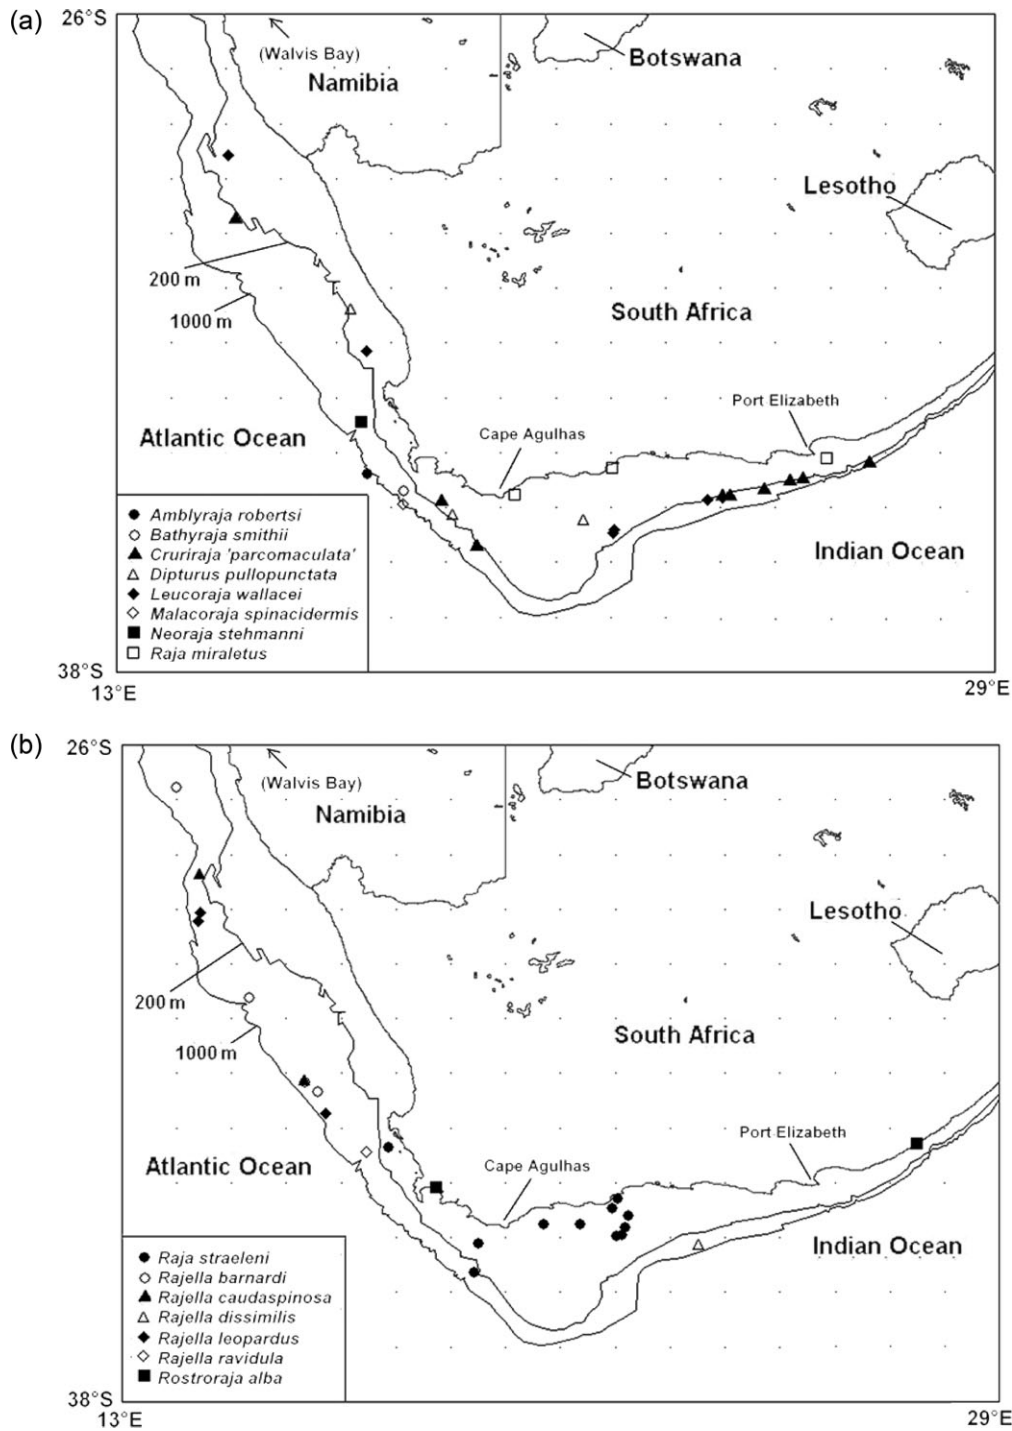 (a)
26°S
(Walvis Bay)
Botswana
Namibia
Lesotho
200 m
South Africa
1000 m
Port Elizabeth
Atlantic Ocean
Cape Agulhas
Indian Ocean
Amblyraja robertsi
Bathyraja smithii
Cruriraja 'parcomaculata'
Dipturus pullopunctata
Leucoraja wallacei
Malacoraja spinacidermis
Neoraja stehmanni
Raja miraletus
38°S
13°E
29°E
(b)
26°S
(Walvis Bay)
Botswana
Namibia
Lesotho
200 m
South Africa
1000 m
Port Elizabeth
Atlantic Ocean
Cape Agulhas
Indian Ocean
Raja straeleni
Rajella barnardi
Rajella caudaspinosa
Rajella dissimilis
Rajella leopardus
Rajella ravidula
Rostroraja alba
38°S
13°E
29°E